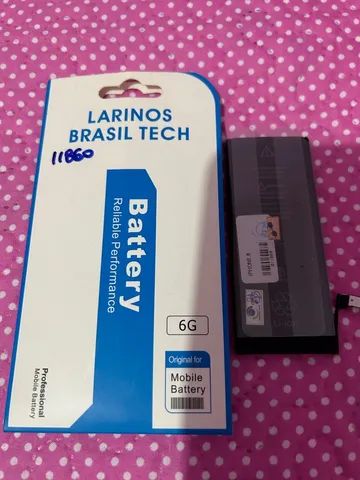 LARINOS
BRASIL TECH
11860
Battery
Reliable Performance
6G
Original for
Mobile
Battery
Professional
Mobile Battery